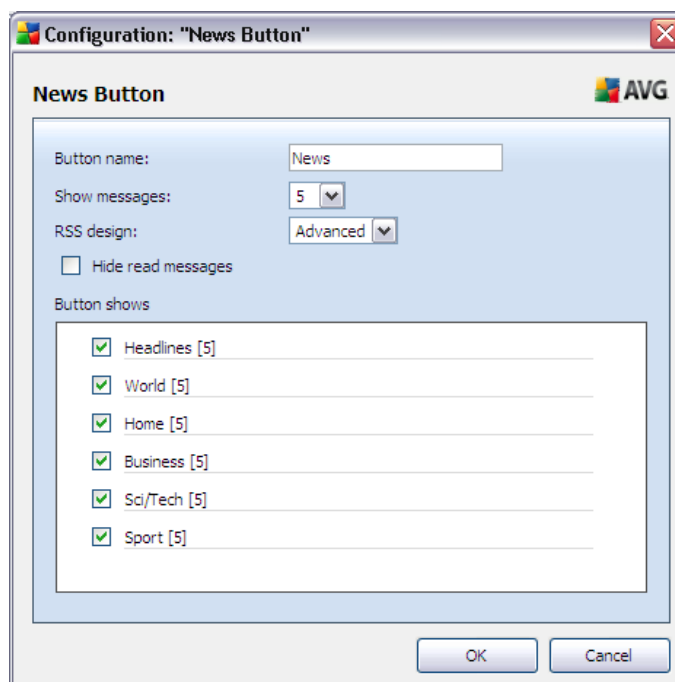 Configuration: "News Button"
News Button
AVG
Button name:
News
Show messages:
5
RSS design:
Advanced
Hide read messages
Button shows
Headlines [5]
World [5]
Home [5]
Business [5]
Sci/Tech [5]
Sport [5]
OK
Cancel